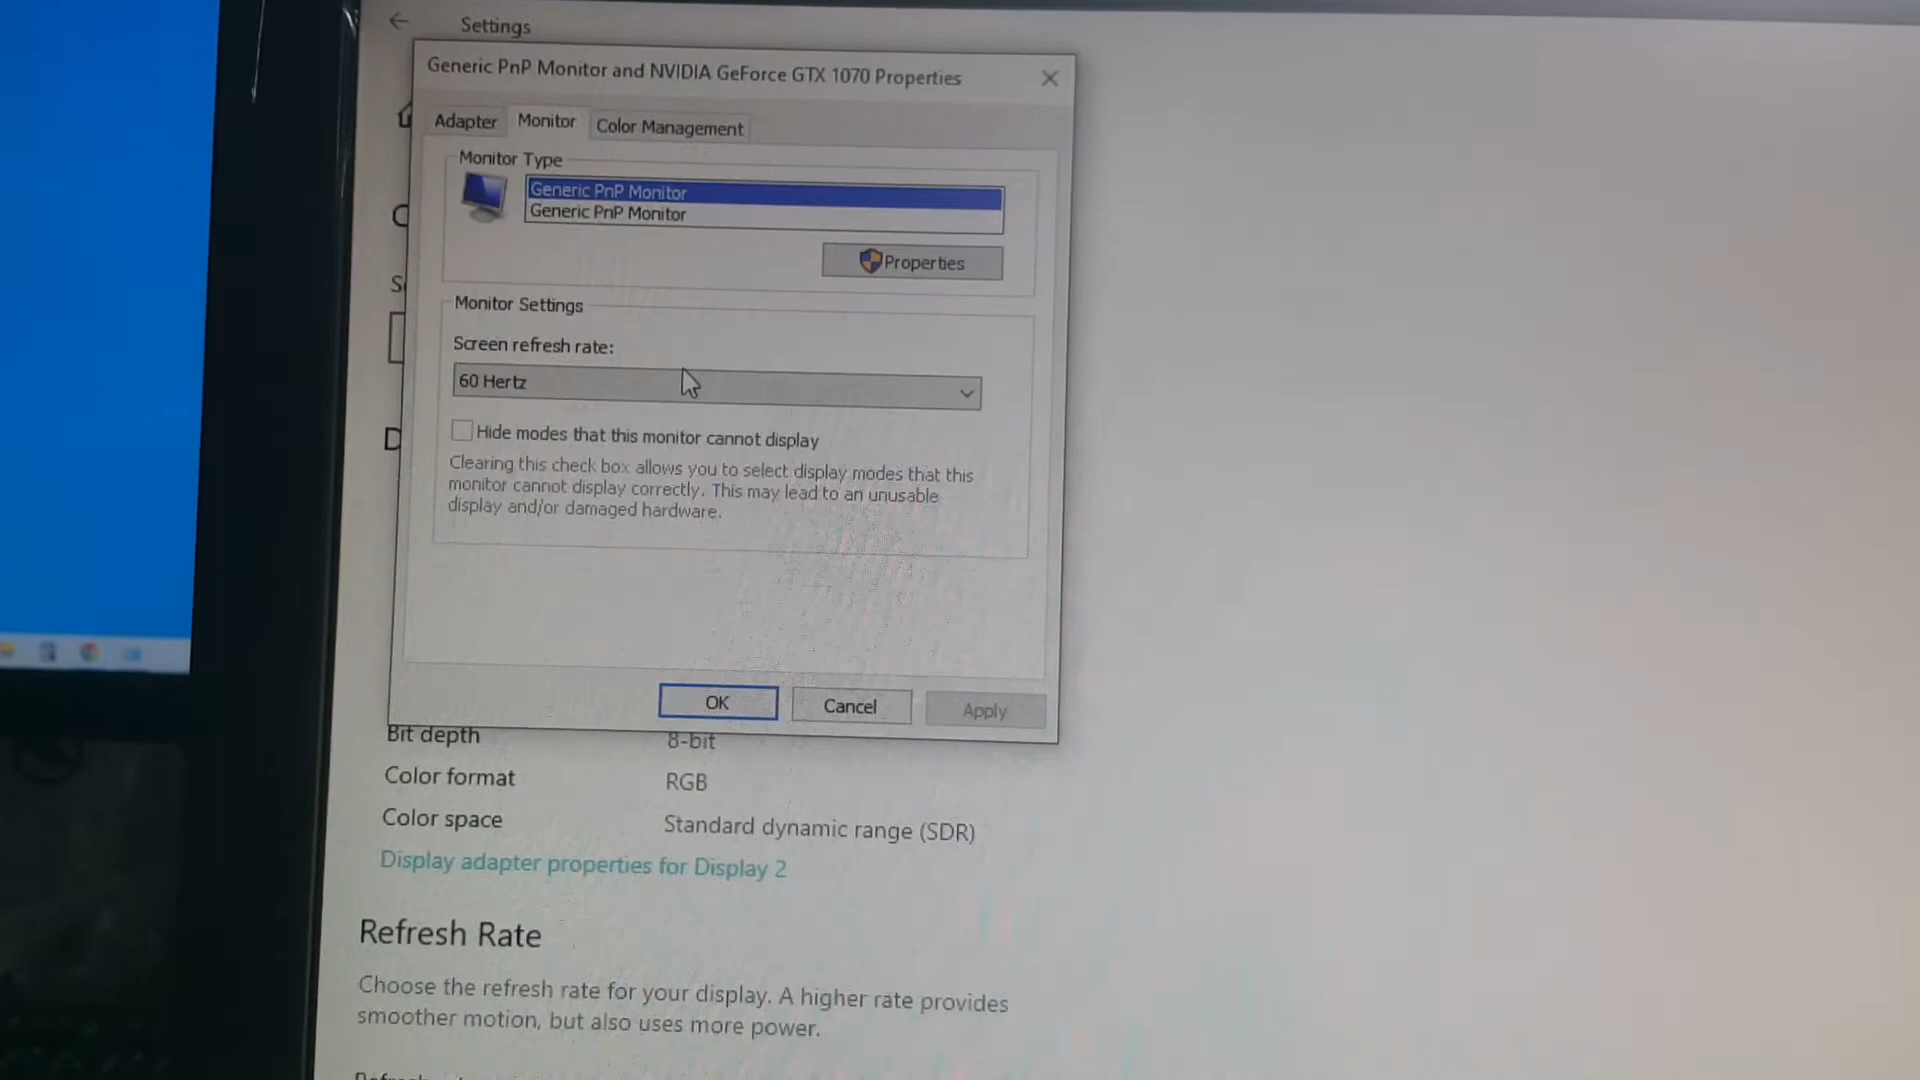 Settings
Generic PnP Monitor and NVIDIA GeForce GTX 1070 Properties
Adapter
Monitor
Color Management
Monitor Type
Generic PnP Monitor
Generic PnP Monitor
Properties
Monitor Settings
Screen refresh rate:
60 Hertz
Hide modes that this monitor cannot display
Clearing this check box allows you to select display modes that this
monitor cannot display correctly. This may lead to an unusable
display and/or damaged hardware.
OK
Cancel
Apply
Bit depth
8-bit
Color format
RGB
Color space
Standard dynamic range (SDR)
Display adapter properties for Display 2
Refresh Rate
Choose the refresh rate for your display. A higher rate provides
smoother motion, but also uses more power.